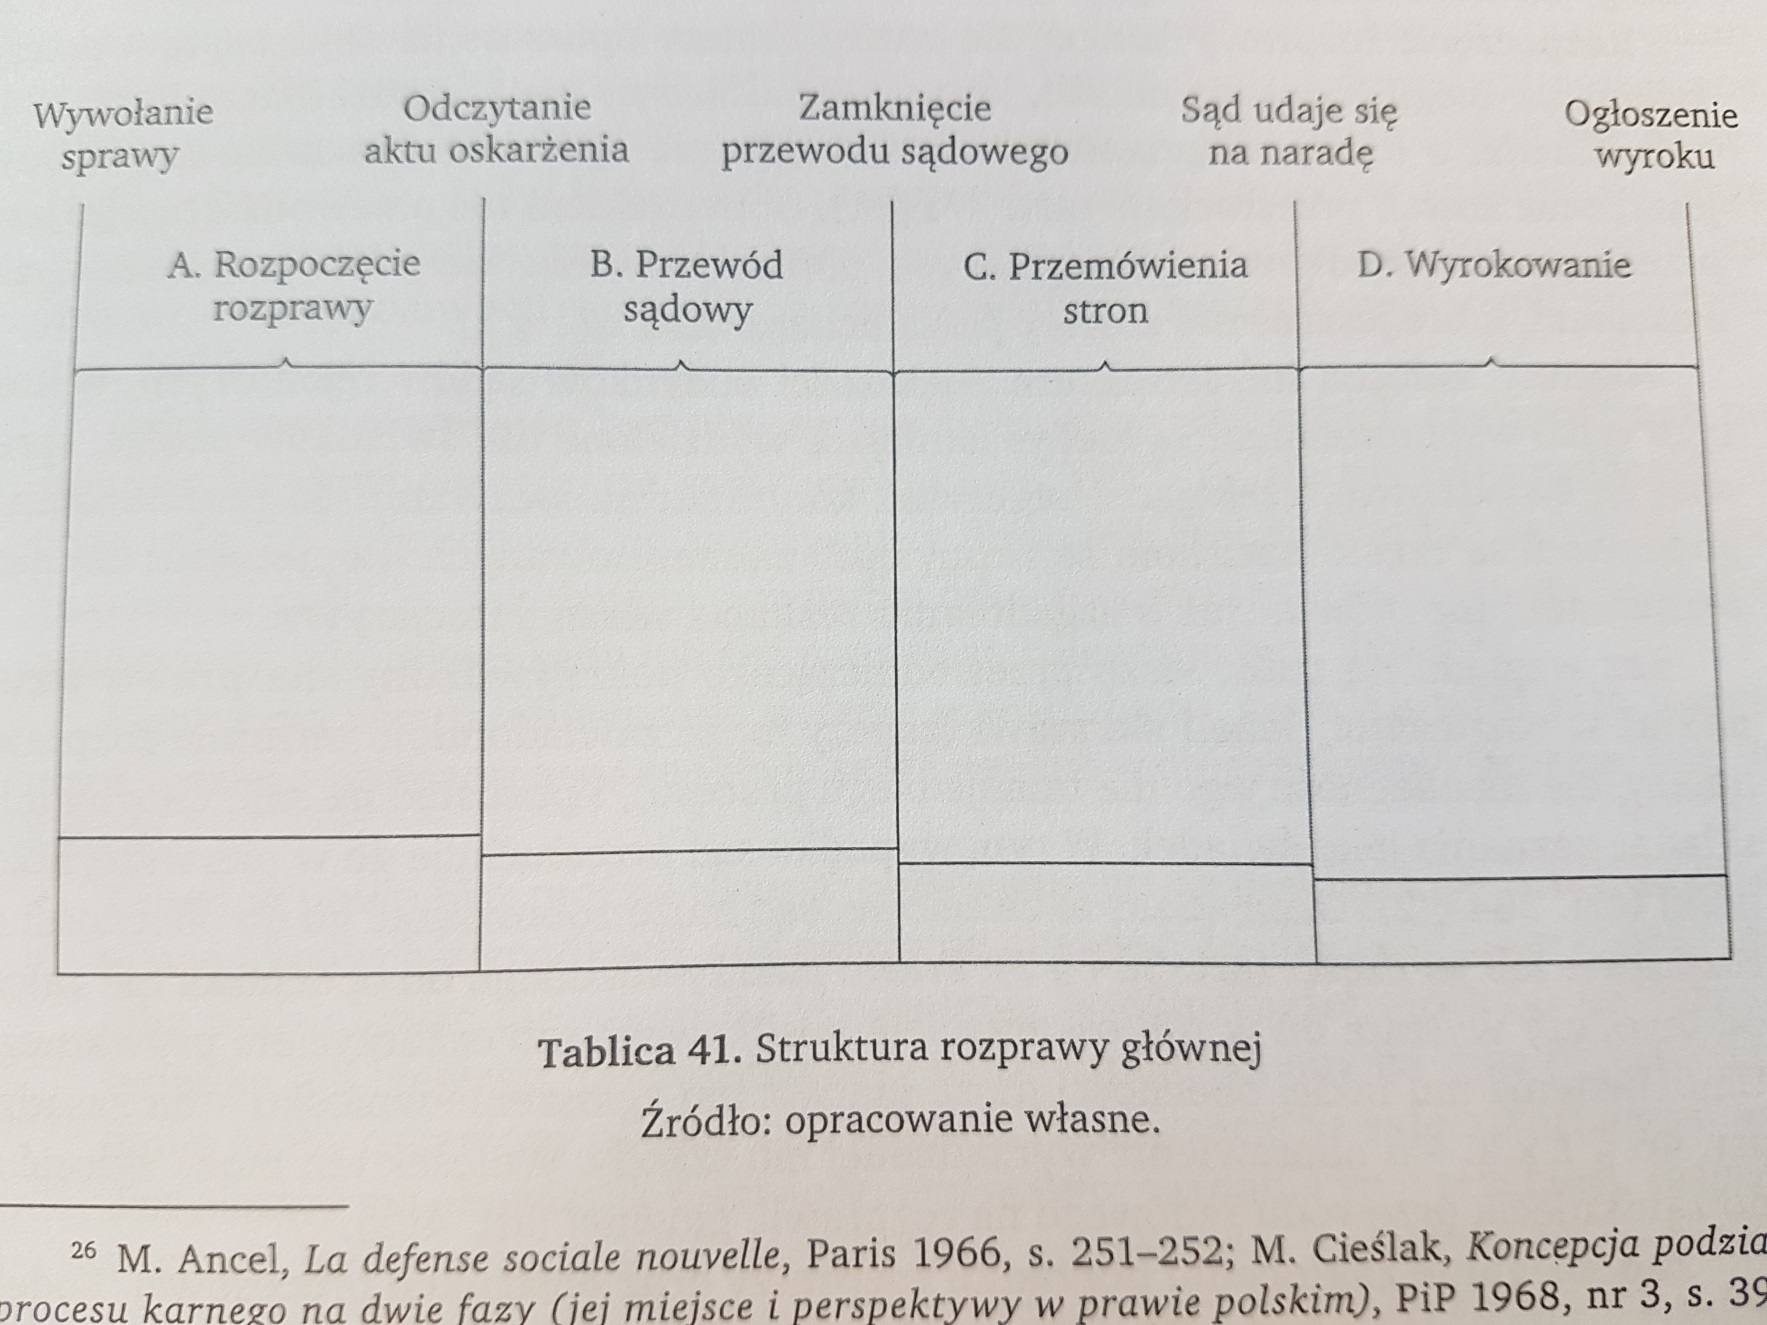 Wywołanie
sprawy
Odczytanie
aktu oskarżenia
Zamknięcie
przewodu sądowego
Sąd udaje się
na naradę
Ogłoszenie
wyroku
A. Rozpoczęcie
rozprawy
B. Przewód
sądowy
C. Przemówienia
stron
D. Wyrokowanie
Tablica 41. Struktura rozprawy głównej
Źródło: opracowanie własne.
26 M. Ancel, La defense sociale nouvelle, Paris 1966, s. 251–252; M. Cieślak, Koncepcja podzia
procesu karnego na dwie fazy (jej miejsce i perspektywy w prawie polskim), PiP 1968, nr 3, s. 39